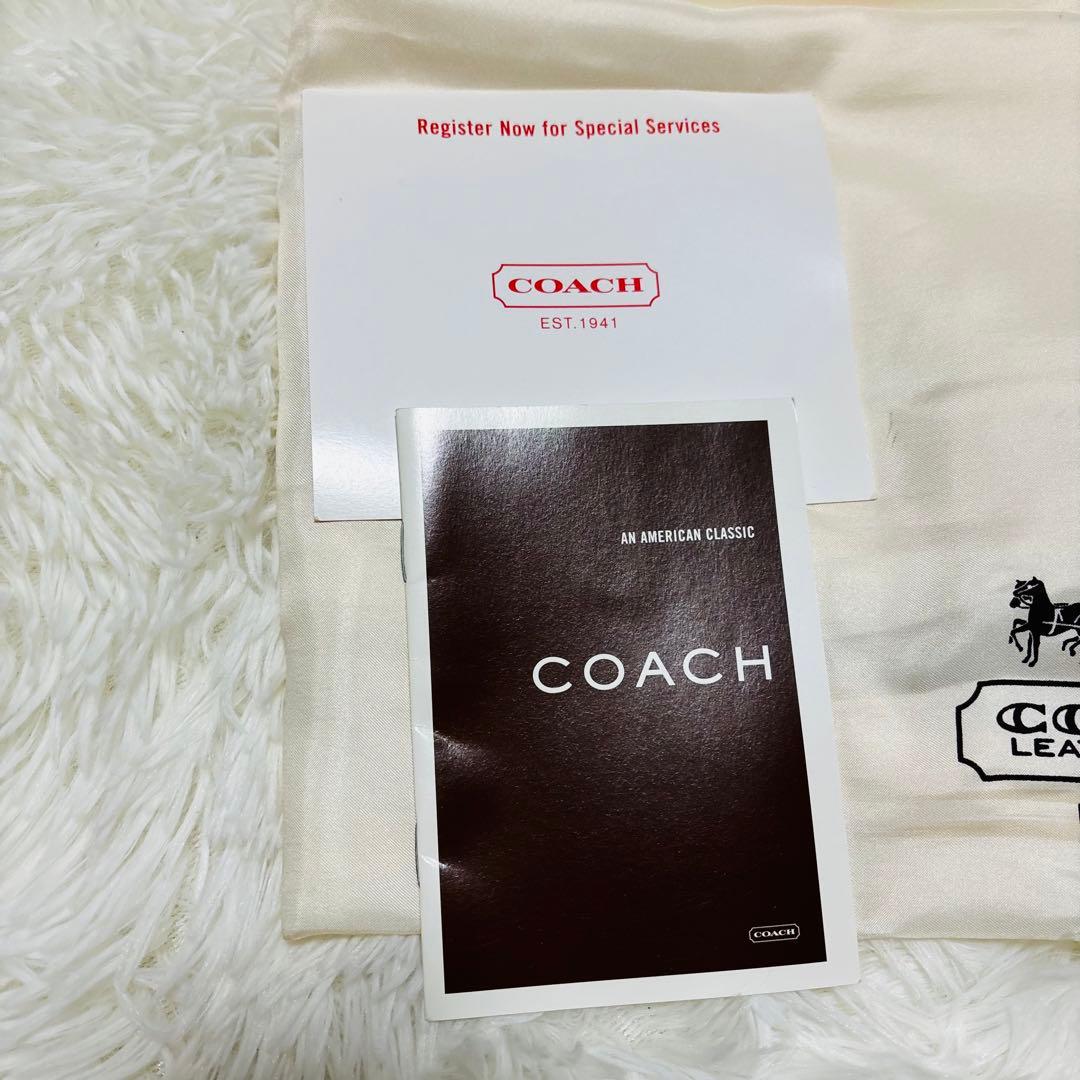 Register Now for Special Services
COACH
EST. 1941
AN AMERICAN CLASSIC
COACH
COACH